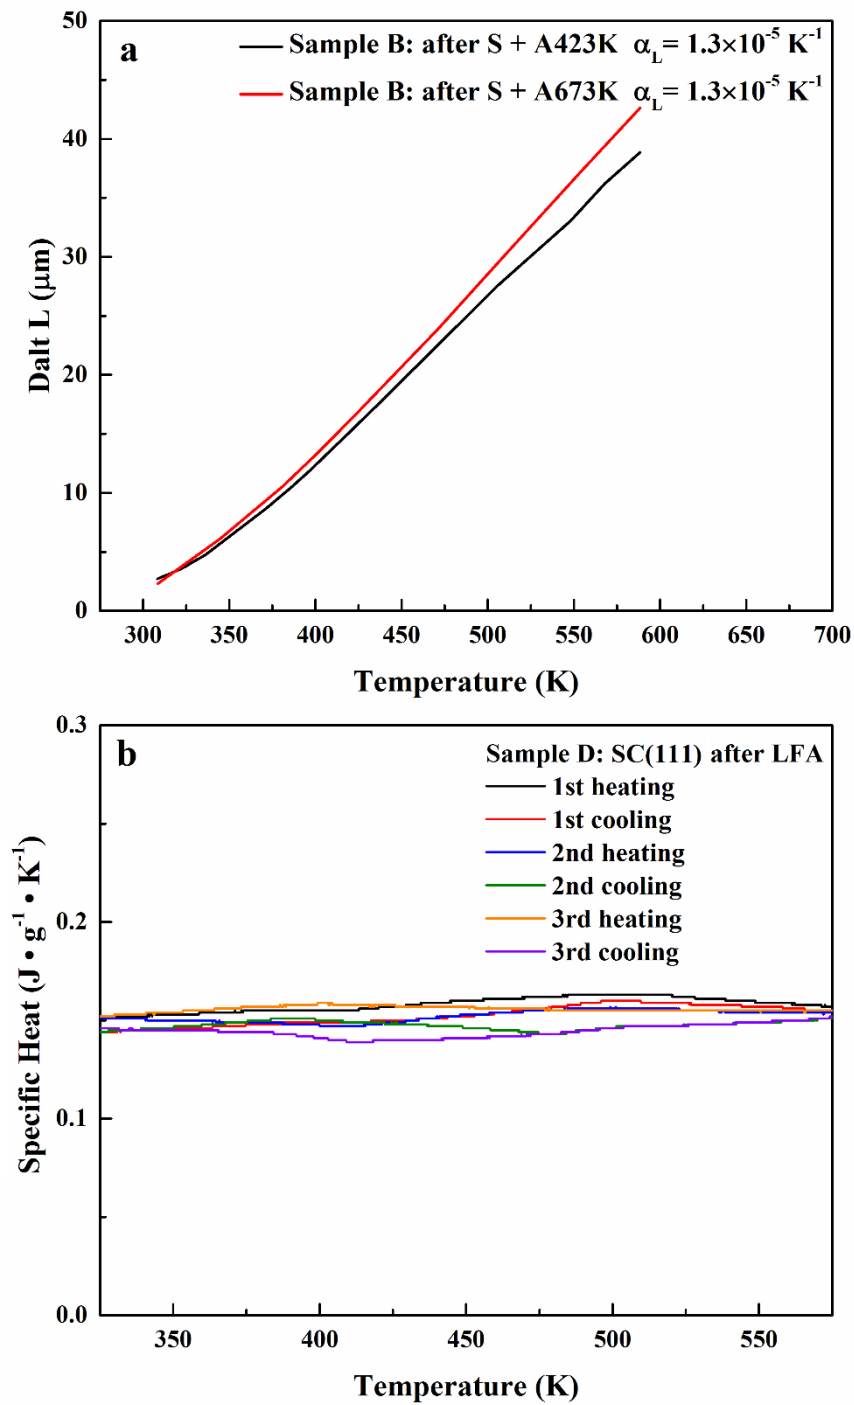 a
Sample B: after S + A423K α_L = 1.3×10⁻⁵ K⁻¹
Sample B: after S + A673K α_L = 1.3×10⁻⁵ K⁻¹
50
40
30
20
10
0
Dalt L (μm)
300 350 400 450 500 550 600 650 700
Temperature (K)
b
Sample D: SC(111) after LFA
1st heating
1st cooling
2nd heating
2nd cooling
3rd heating
3rd cooling
0.3
0.2
0.1
0.0
Specific Heat (J • g⁻¹ • K⁻¹)
350 400 450 500 550
Temperature (K)